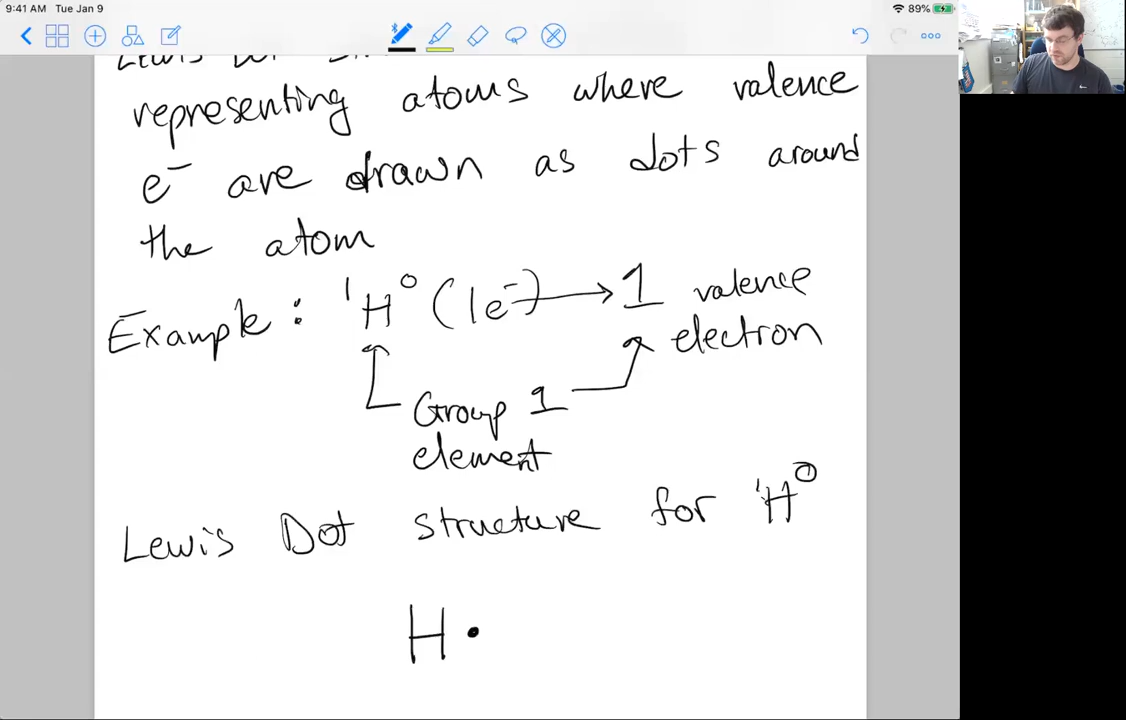 9:41 AM Tue Jan 9
89%
Lewis
representing atoms where valence
e⁻ are drawn as dots around
the atom
Example: ¹H⁰ (1e⁻) → 1 valence
electron
Group 1
element
Lewis Dot structure for ¹H⁰
H •